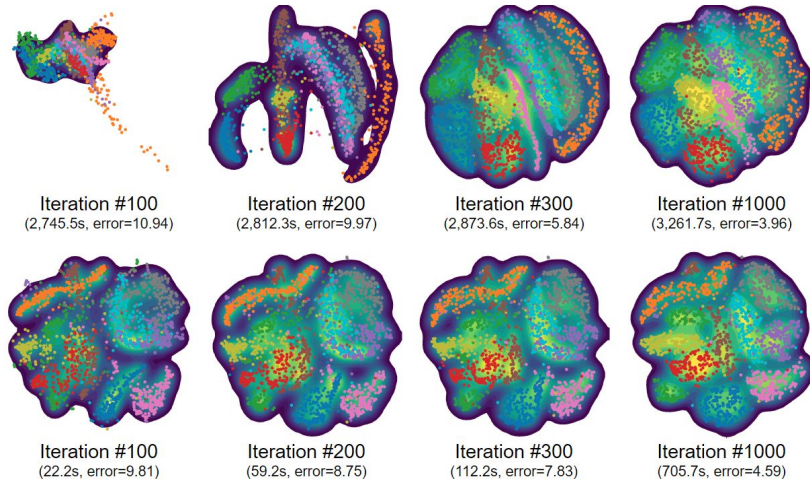 Iteration #100
(2,745.5s, error=10.94)
Iteration #200
(2,812.3s, error=9.97)
Iteration #300
(2,873.6s, error=5.84)
Iteration #1000
(3,261.7s, error=3.96)
Iteration #100
(22.2s, error=9.81)
Iteration #200
(59.2s, error=8.75)
Iteration #300
(112.2s, error=7.83)
Iteration #1000
(705.7s, error=4.59)